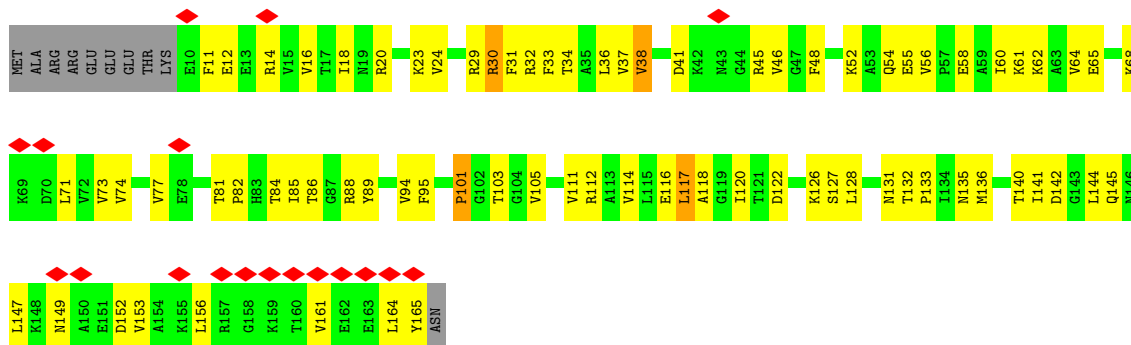 MET ALA ARG ARG GLU GLU GLU THR LYS E10 F11 E12 E13 R14 V15 V16 T17 I18 N19 R20 K23 V24 R29 R30 F31 R32 F33 T34 A35 L36 V37 V38 D41 K42 N43 G44 R45 V46 G47 F48 K52 A53 Q54 E55 V56 P57 E58 A59 I60 K61 K62 A63 V64 E65 K68
K69 D70 L71 V72 V73 V74 V77 E78 T81 P82 H83 T84 I85 T86 G87 R88 Y89 V94 F95 P101 G102 T103 G104 V105 V111 R112 A113 V114 L115 E116 L117 A118 G119 I120 T121 D122 K126 S127 L128 N131 T132 P133 I134 N135 M136 T140 I141 D142 G143 L144 Q145 N146
L147 K148 N149 A150 E151 D152 V153 A154 K155 L156 R157 G158 K159 T160 V161 E162 E163 L164 Y165 ASN